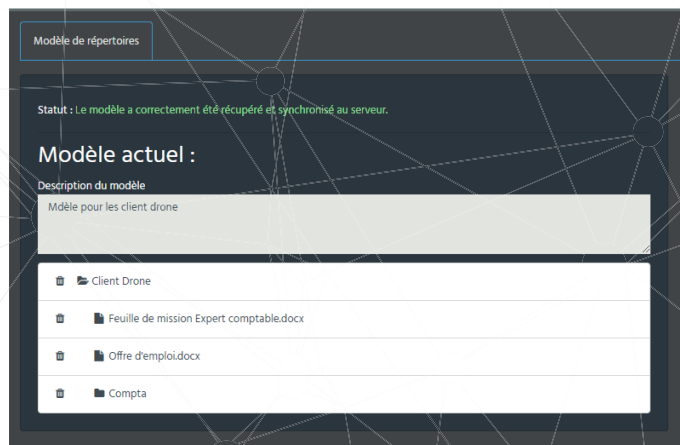 Modèle de répertoires
Statut : Le modèle a correctement été récupéré et synchronisé au serveur.
Modèle actuel :
Description du modèle
Mdèle pour les client drone
Client Drone
Feuille de mission Expert comptable.docx
Offre d'emploi.docx
Compta